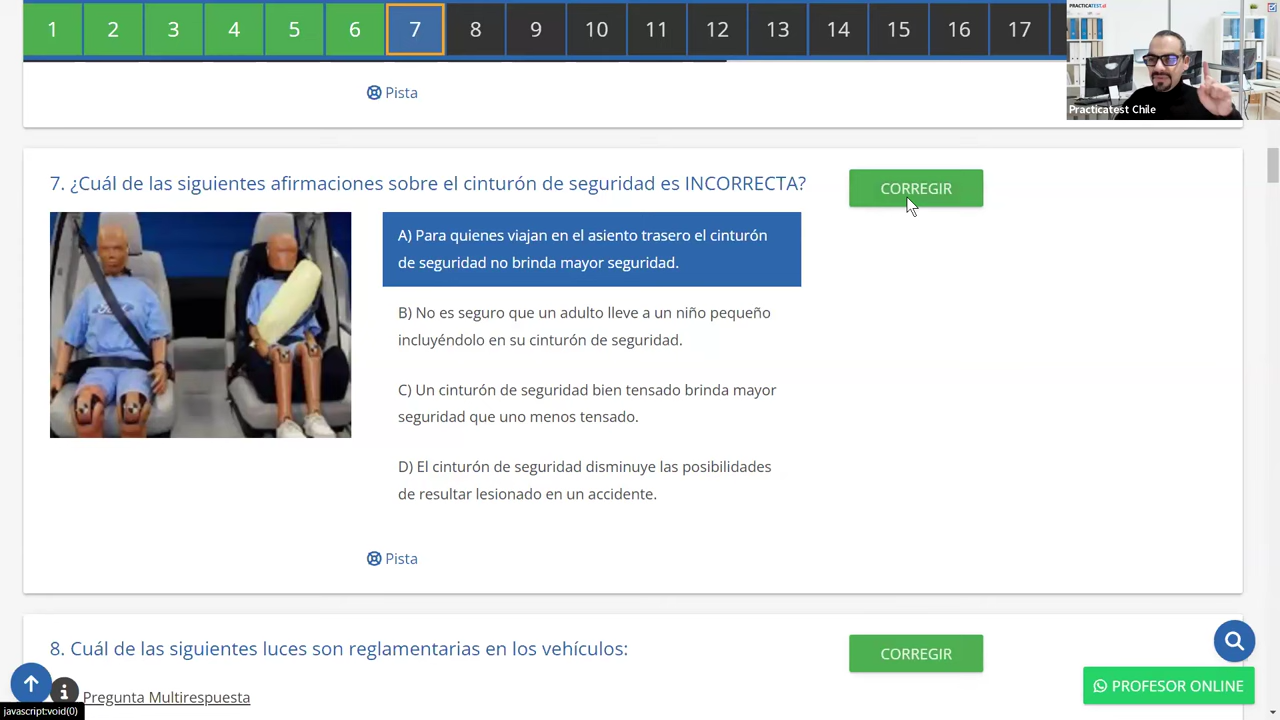 1 2 3 4 5 6 7 8 9 10 11 12 13 14 15 16 17
PRACTICATEST.cl
Practicatest Chile
Pista
7. ¿Cuál de las siguientes afirmaciones sobre el cinturón de seguridad es INCORRECTA?
CORREGIR
A) Para quienes viajan en el asiento trasero el cinturón
de seguridad no brinda mayor seguridad.
B) No es seguro que un adulto lleve a un niño pequeño
incluyéndolo en su cinturón de seguridad.
C) Un cinturón de seguridad bien tensado brinda mayor
seguridad que uno menos tensado.
D) El cinturón de seguridad disminuye las posibilidades
de resultar lesionado en un accidente.
Pista
8. Cuál de las siguientes luces son reglamentarias en los vehículos:
CORREGIR
Pregunta Multirespuesta
PROFESOR ONLINE
javascript:void(0)